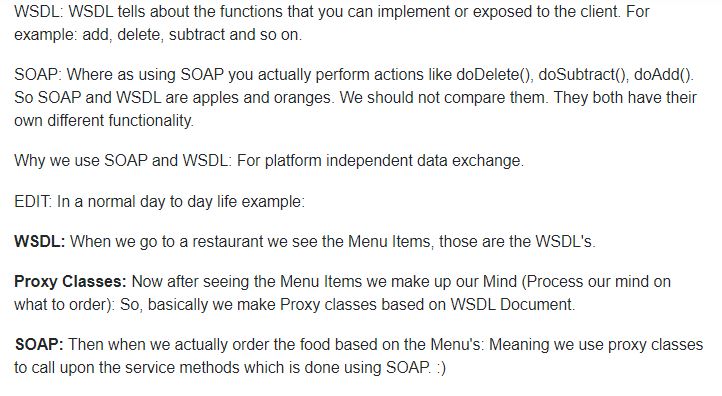 WSDL: WSDL tells about the functions that you can implement or exposed to the client. For
example: add, delete, subtract and so on.
SOAP: Where as using SOAP you actually perform actions like doDelete(), doSubtract(), doAdd().
So SOAP and WSDL are apples and oranges. We should not compare them. They both have their
own different functionality.
Why we use SOAP and WSDL: For platform independent data exchange.
EDIT: In a normal day to day life example:
WSDL: When we go to a restaurant we see the Menu Items, those are the WSDL's.
Proxy Classes: Now after seeing the Menu Items we make up our Mind (Process our mind on
what to order): So, basically we make Proxy classes based on WSDL Document.
SOAP: Then when we actually order the food based on the Menu's: Meaning we use proxy classes
to call upon the service methods which is done using SOAP. :)